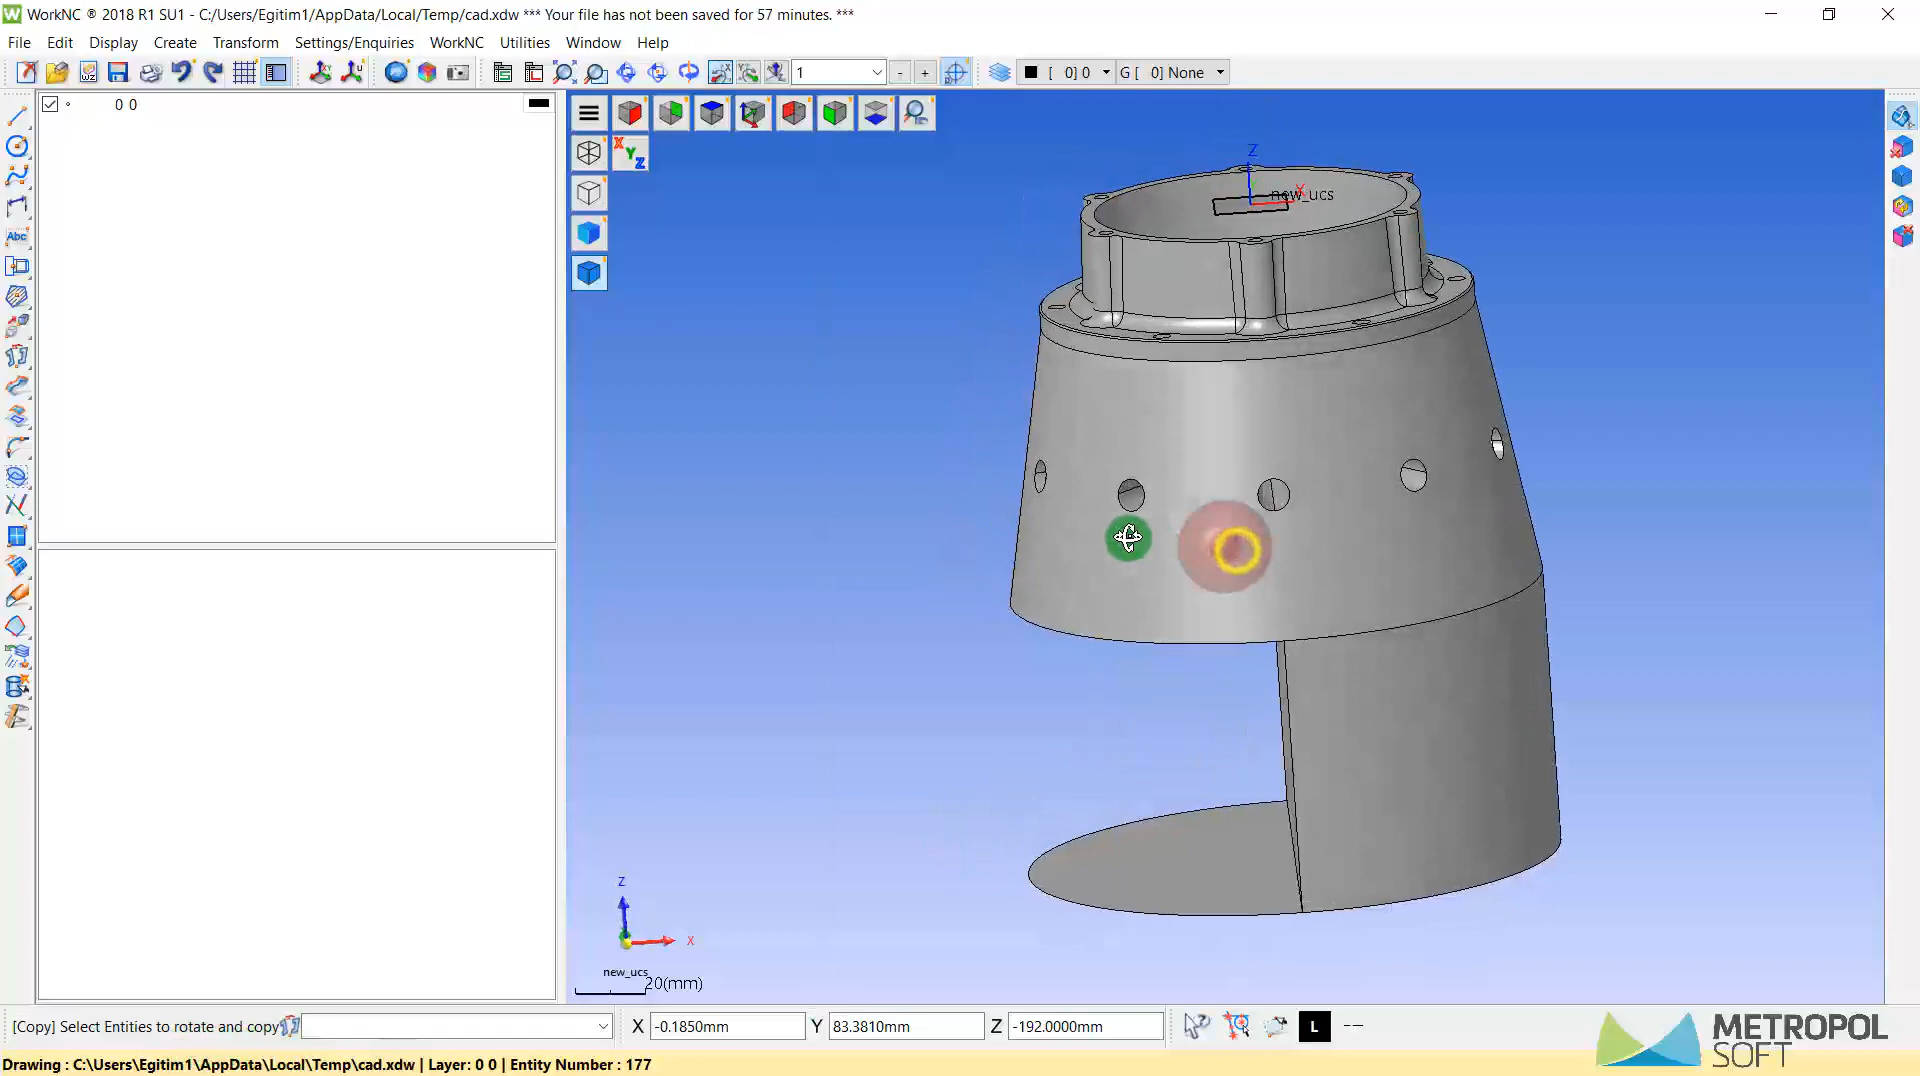 WorkNC ® 2018 R1 SU1 - C:/Users/Egitim1/AppData/Local/Temp/cad.xdw *** Your file has not been saved for 57 minutes. ***
File Edit Display Create Transform Settings/Enquiries WorkNC Utilities Window Help
1 - + [ 0] 0 G [ 0] None
0 0
X Y Z
Abc
Z
X
new_ucs
Z
X
new_ucs
20(mm)
[Copy] Select Entities to rotate and copy X -0.1850mm Y 83.3810mm Z -192.0000mm L --
METROPOL
SOFT
Drawing : C:\Users\Egitim1\AppData\Local\Temp\cad.xdw | Layer: 0 0 | Entity Number : 177